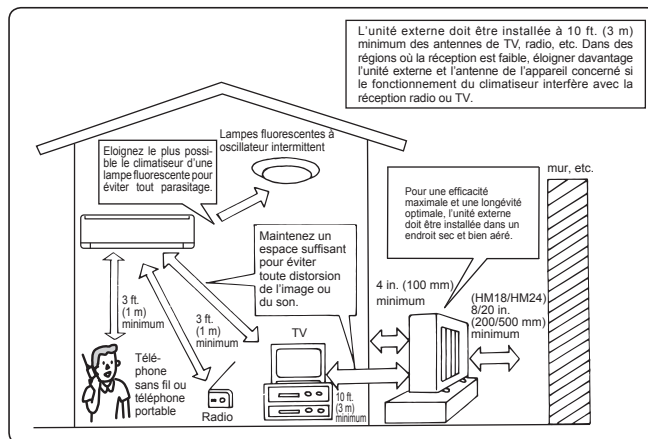 L'unité externe doit être installée à 10 ft. (3 m)
minimum des antennes de TV, radio, etc. Dans des
régions où la réception est faible, éloigner davantage
l'unité externe et l'antenne de l'appareil concerné si
le fonctionnement du climatiseur interfère avec la
réception radio ou TV.
Lampes fluorescentes à
oscillateur intermittent
Eloignez le plus possi-
ble le climatiseur d'une
lampe fluorescente pour
éviter tout parasitage.
mur, etc.
Pour une efficacité
maximale et une longévité
optimale, l'unité externe
doit être installée dans un
endroit sec et bien aéré.
Maintenez un
espace suffisant
pour éviter
toute distorsion
de l'image ou
du son.
4 in. (100 mm)
minimum
(HM18/HM24)
8/20 in.
(200/500 mm)
minimum
3 ft.
(1 m)
minimum
3 ft.
(1 m)
minimum
TV
Télé-
phone
sans fil ou
téléphone
portable
Radio
10 ft.
(3 m)
minimum